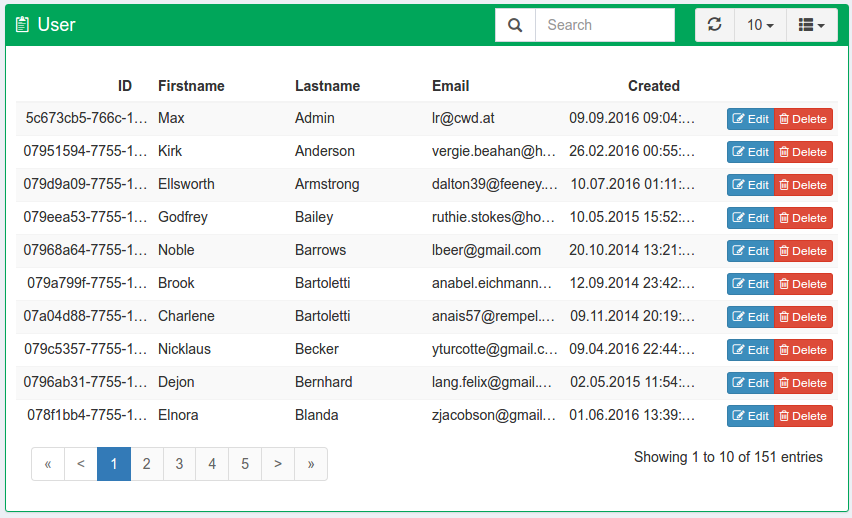 User Search 10
ID Firstname Lastname Email Created
5c673cb5-766c-1… Max Admin lr@cwd.at 09.09.2016 09:04:… Edit Delete
07951594-7755-1… Kirk Anderson vergie.beahan@h… 26.02.2016 00:55:… Edit Delete
079d9a09-7755-1… Ellsworth Armstrong dalton39@feeney.… 10.07.2016 01:11:… Edit Delete
079eea53-7755-1… Godfrey Bailey ruthie.stokes@ho… 10.05.2015 15:52:… Edit Delete
07968a64-7755-1… Noble Barrows lbeer@gmail.com 20.10.2014 13:21:… Edit Delete
079a799f-7755-1… Brook Bartoletti anabel.eichmann… 12.09.2014 23:42:… Edit Delete
07a04d88-7755-1… Charlene Bartoletti anais57@rempel.… 09.11.2014 20:19:… Edit Delete
079c5357-7755-1… Nicklaus Becker yturcotte@gmail.c… 09.04.2016 22:44:… Edit Delete
0796ab31-7755-1… Dejon Bernhard lang.felix@gmail.… 02.05.2015 11:54:… Edit Delete
078f1bb4-7755-1… Elnora Blanda zjacobson@gmail… 01.06.2016 13:39:… Edit Delete
« < 1 2 3 4 5 > » Showing 1 to 10 of 151 entries